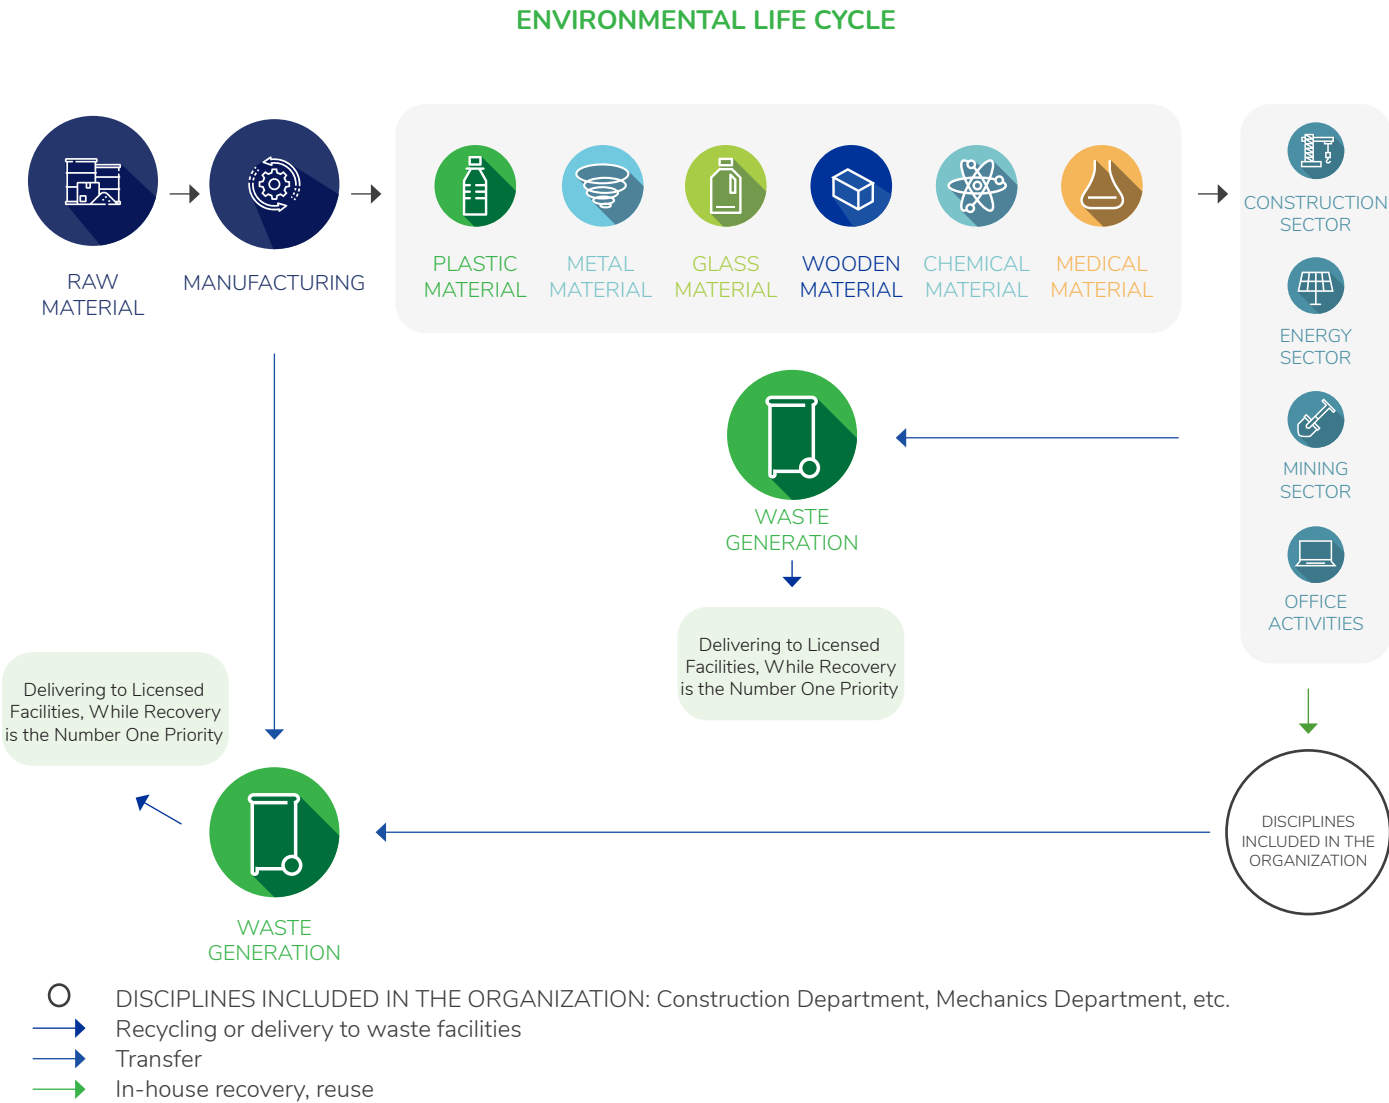 ENVIRONMENTAL LIFE CYCLE
RAW
MATERIAL
MANUFACTURING
PLASTIC
MATERIAL
METAL
MATERIAL
GLASS
MATERIAL
WOODEN
MATERIAL
CHEMICAL
MATERIAL
MEDICAL
MATERIAL
CONSTRUCTION
SECTOR
ENERGY
SECTOR
MINING
SECTOR
OFFICE
ACTIVITIES
WASTE
GENERATION
Delivering to Licensed
Facilities, While Recovery
is the Number One Priority
Delivering to Licensed
Facilities, While Recovery
is the Number One Priority
DISCIPLINES
INCLUDED IN THE
ORGANIZATION
WASTE
GENERATION
DISCIPLINES INCLUDED IN THE ORGANIZATION: Construction Department, Mechanics Department, etc.
Recycling or delivery to waste facilities
Transfer
In-house recovery, reuse